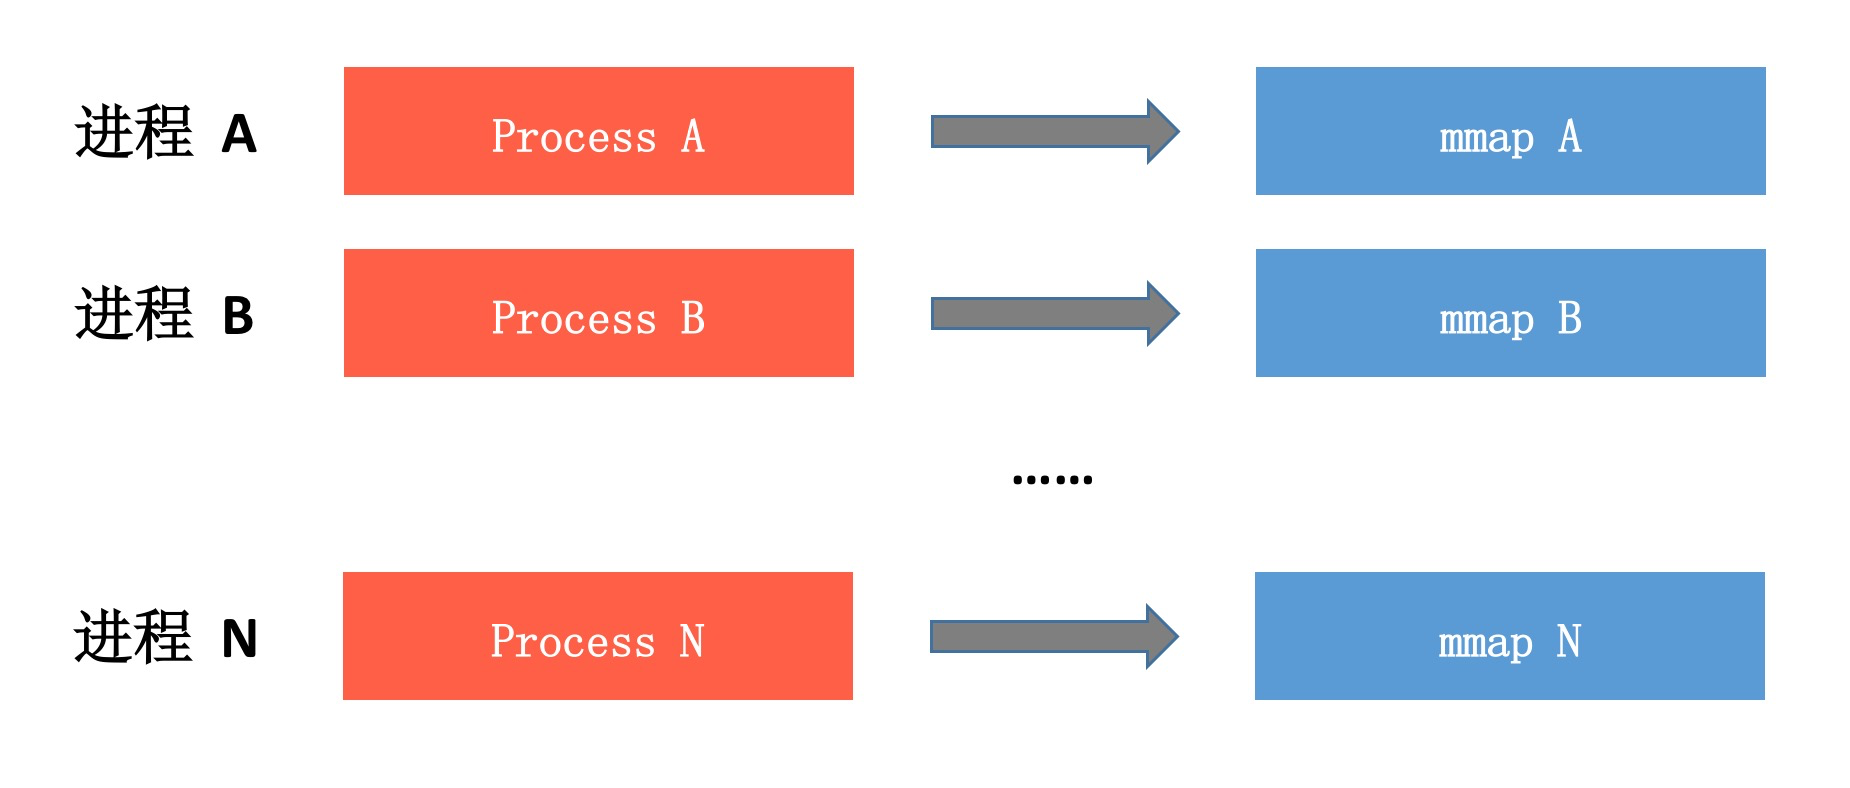 进程 A Process A mmap A
进程 B Process B mmap B
……
进程 N Process N mmap N